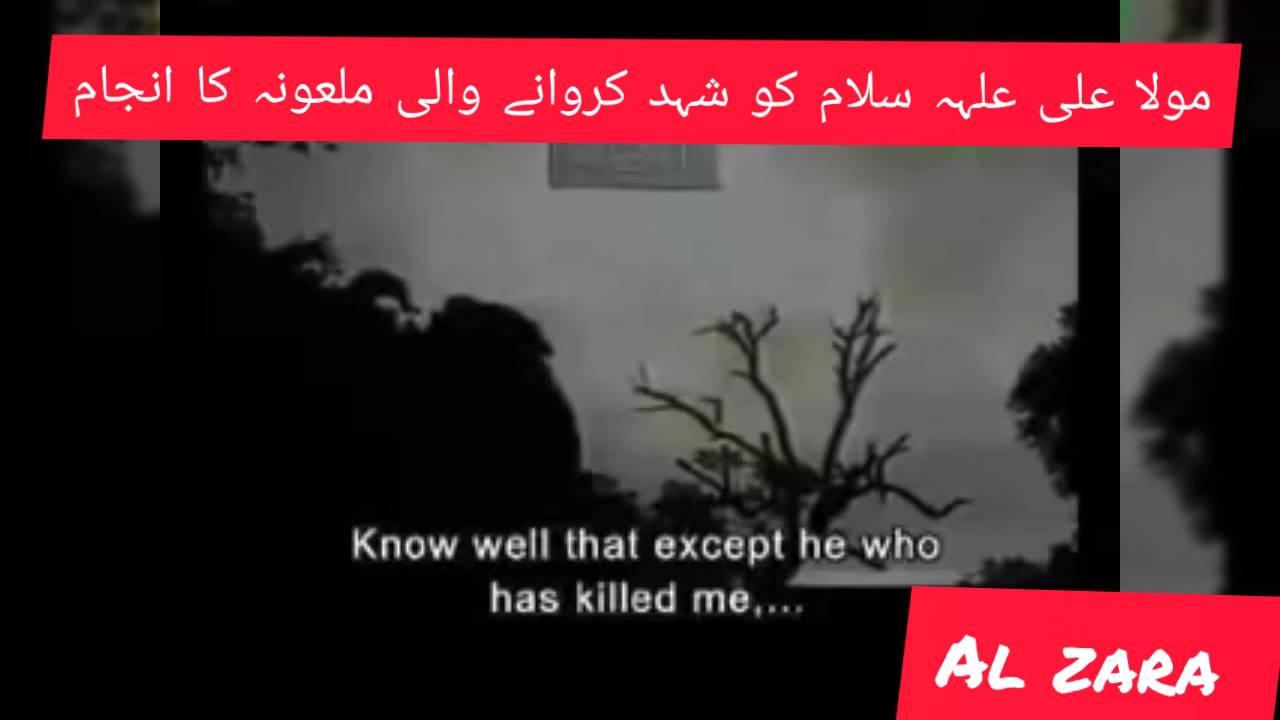 مولا علی علہہ سلام کو شہد کروانے والی ملعونہ کا انجام
Know well that except he who
has killed me,...
AL ZARA